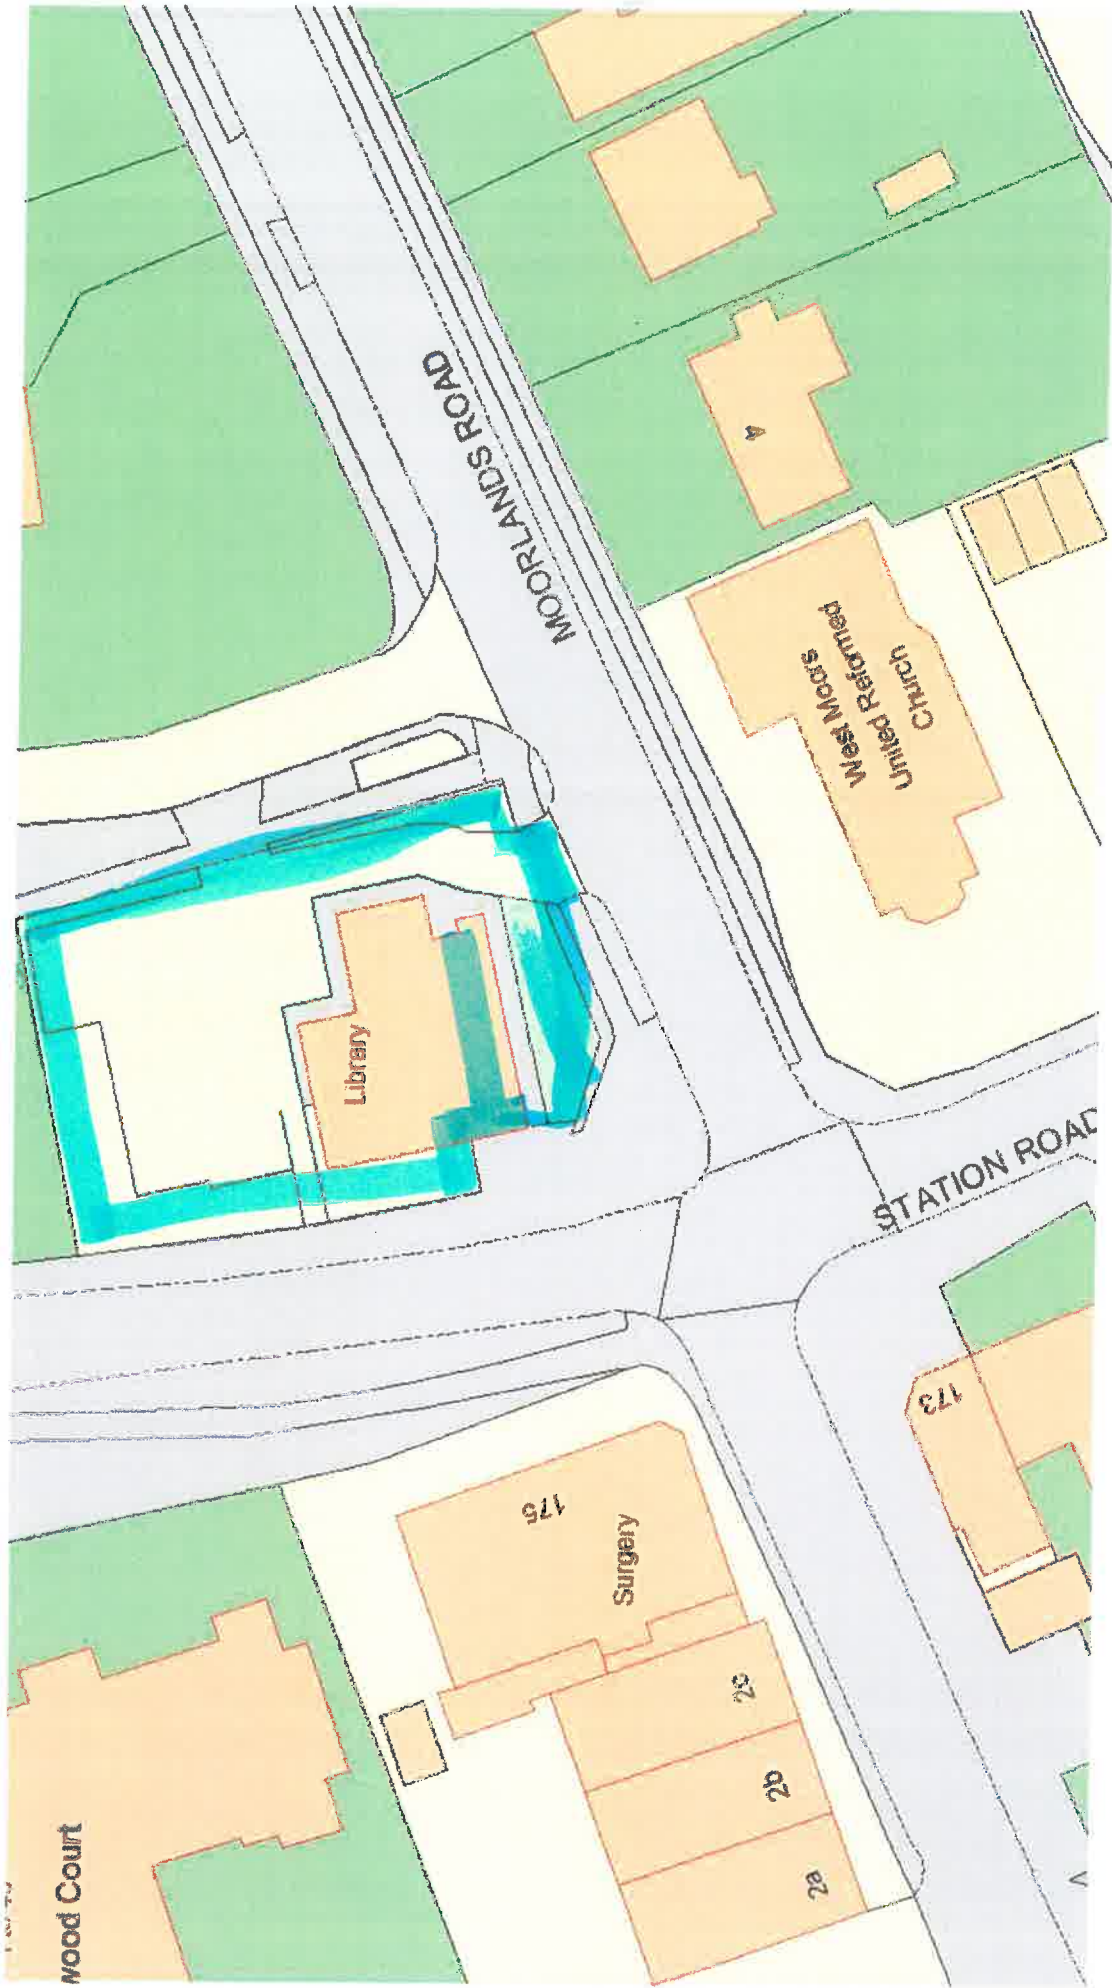 MOORLANDS ROAD
4
West Moors
United Reformed
Church
Library
STATION ROAD
173
175
Surgery
2c
2b
2a
wood Court